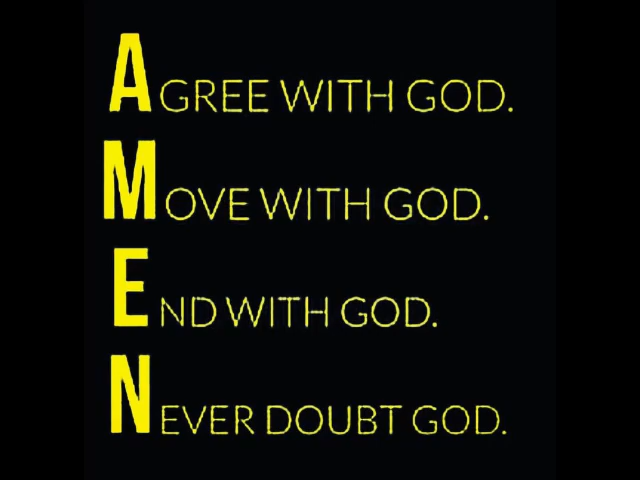 AGREE WITH GOD.
MOVE WITH GOD.
END WITH GOD.
NEVER DOUBT GOD.